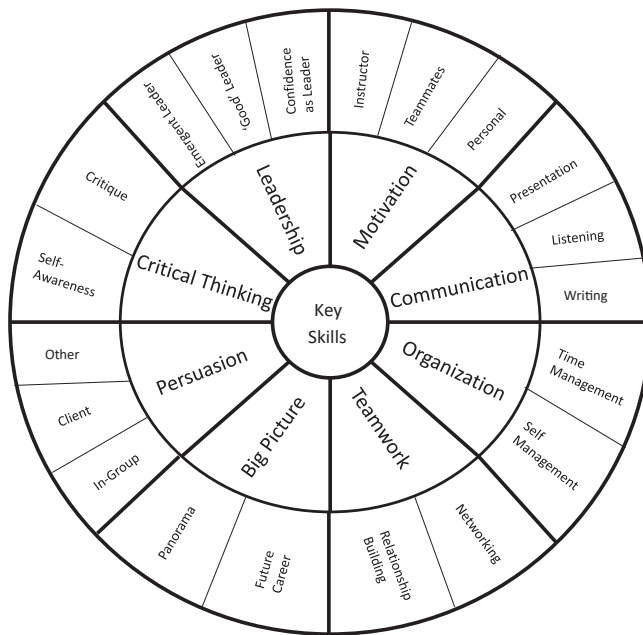 Key
Skills
Leadership
Emergent Leader
'Good' Leader
Confidence
as Leader
Motivation
Instructor
Teammates
Personal
Communication
Presentation
Listening
Writing
Organization
Time
Management
Self
Management
Teamwork
Networking
Relationship
Building
Big Picture
Future
Career
Panorama
Persuasion
In-Group
Client
Other
Critical Thinking
Self-
Awareness
Critique